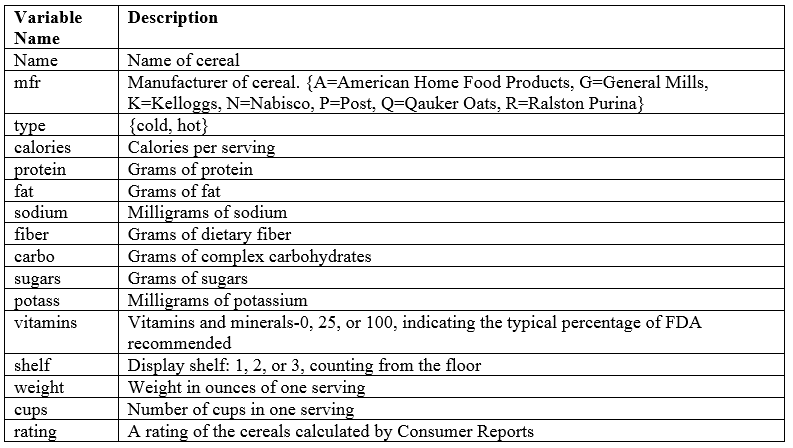 Variable Name Description
Name Name of cereal
mfr Manufacturer of cereal. {A=American Home Food Products, G=General Mills,
K=Kelloggs, N=Nabisco, P=Post, Q=Qauker Oats, R=Ralston Purina}
type {cold, hot}
calories Calories per serving
protein Grams of protein
fat Grams of fat
sodium Milligrams of sodium
fiber Grams of dietary fiber
carbo Grams of complex carbohydrates
sugars Grams of sugars
potass Milligrams of potassium
vitamins Vitamins and minerals-0, 25, or 100, indicating the typical percentage of FDA
recommended
shelf Display shelf: 1, 2, or 3, counting from the floor
weight Weight in ounces of one serving
cups Number of cups in one serving
rating A rating of the cereals calculated by Consumer Reports